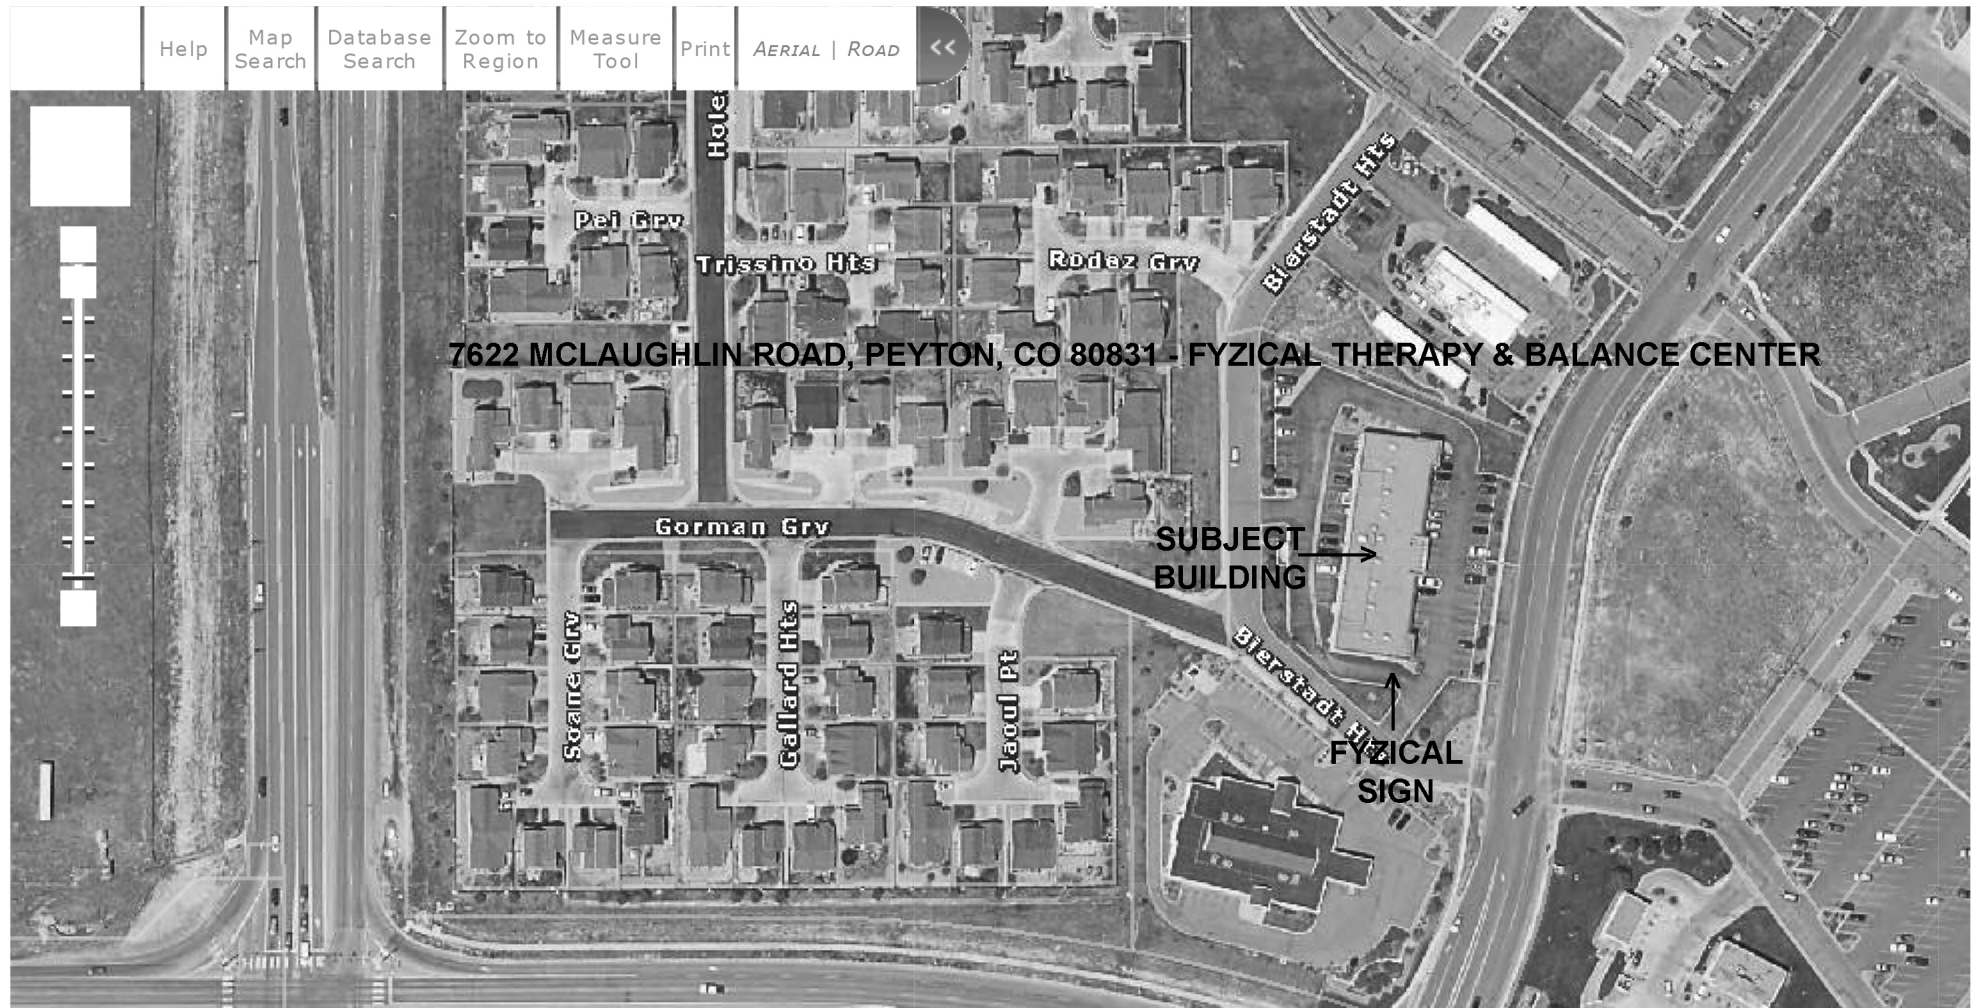 Help
Map Search
Database Search
Zoom to Region
Measure Tool
Print
AERIAL | ROAD
<<
Bierstadt Hts
Pei Grv
Trissino Hts
Rodez Grv
7622 MCLAUGHLIN ROAD, PEYTON, CO 80831 - FYZICAL THERAPY & BALANCE CENTER
Gorman Grv
SUBJECT
BUILDING
Soane Grv
Gallard Hts
Jaoul Pt
Bierstadt Hts
FYZICAL
SIGN